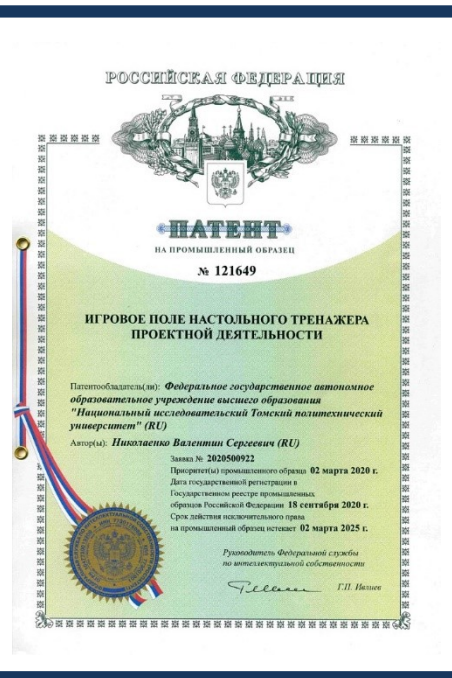 РОССИЙСКАЯ ФЕДЕРАЦИЯ
ПАТЕНТ
НА ПРОМЫШЛЕННЫЙ ОБРАЗЕЦ
№ 121649
ИГРОВОЕ ПОЛЕ НАСТОЛЬНОГО ТРЕНАЖЕРА
ПРОЕКТНОЙ ДЕЯТЕЛЬНОСТИ
Патентообладатель(ли): Федеральное государственное автономное
образовательное учреждение высшего образования
"Национальный исследовательский Томский политехнический
университет" (RU)
Автор(ы): Николаенко Валентин Сергеевич (RU)
Заявка № 2020500922
Приоритет(ы) промышленного образца 02 марта 2020 г.
Дата государственной регистрации в
Государственном реестре промышленных
образцов Российской Федерации 18 сентября 2020 г.
Срок действия исключительного права
на промышленный образец истекает 02 марта 2025 г.
Руководитель Федеральной службы
по интеллектуальной собственности
Г.П. Ивлиев